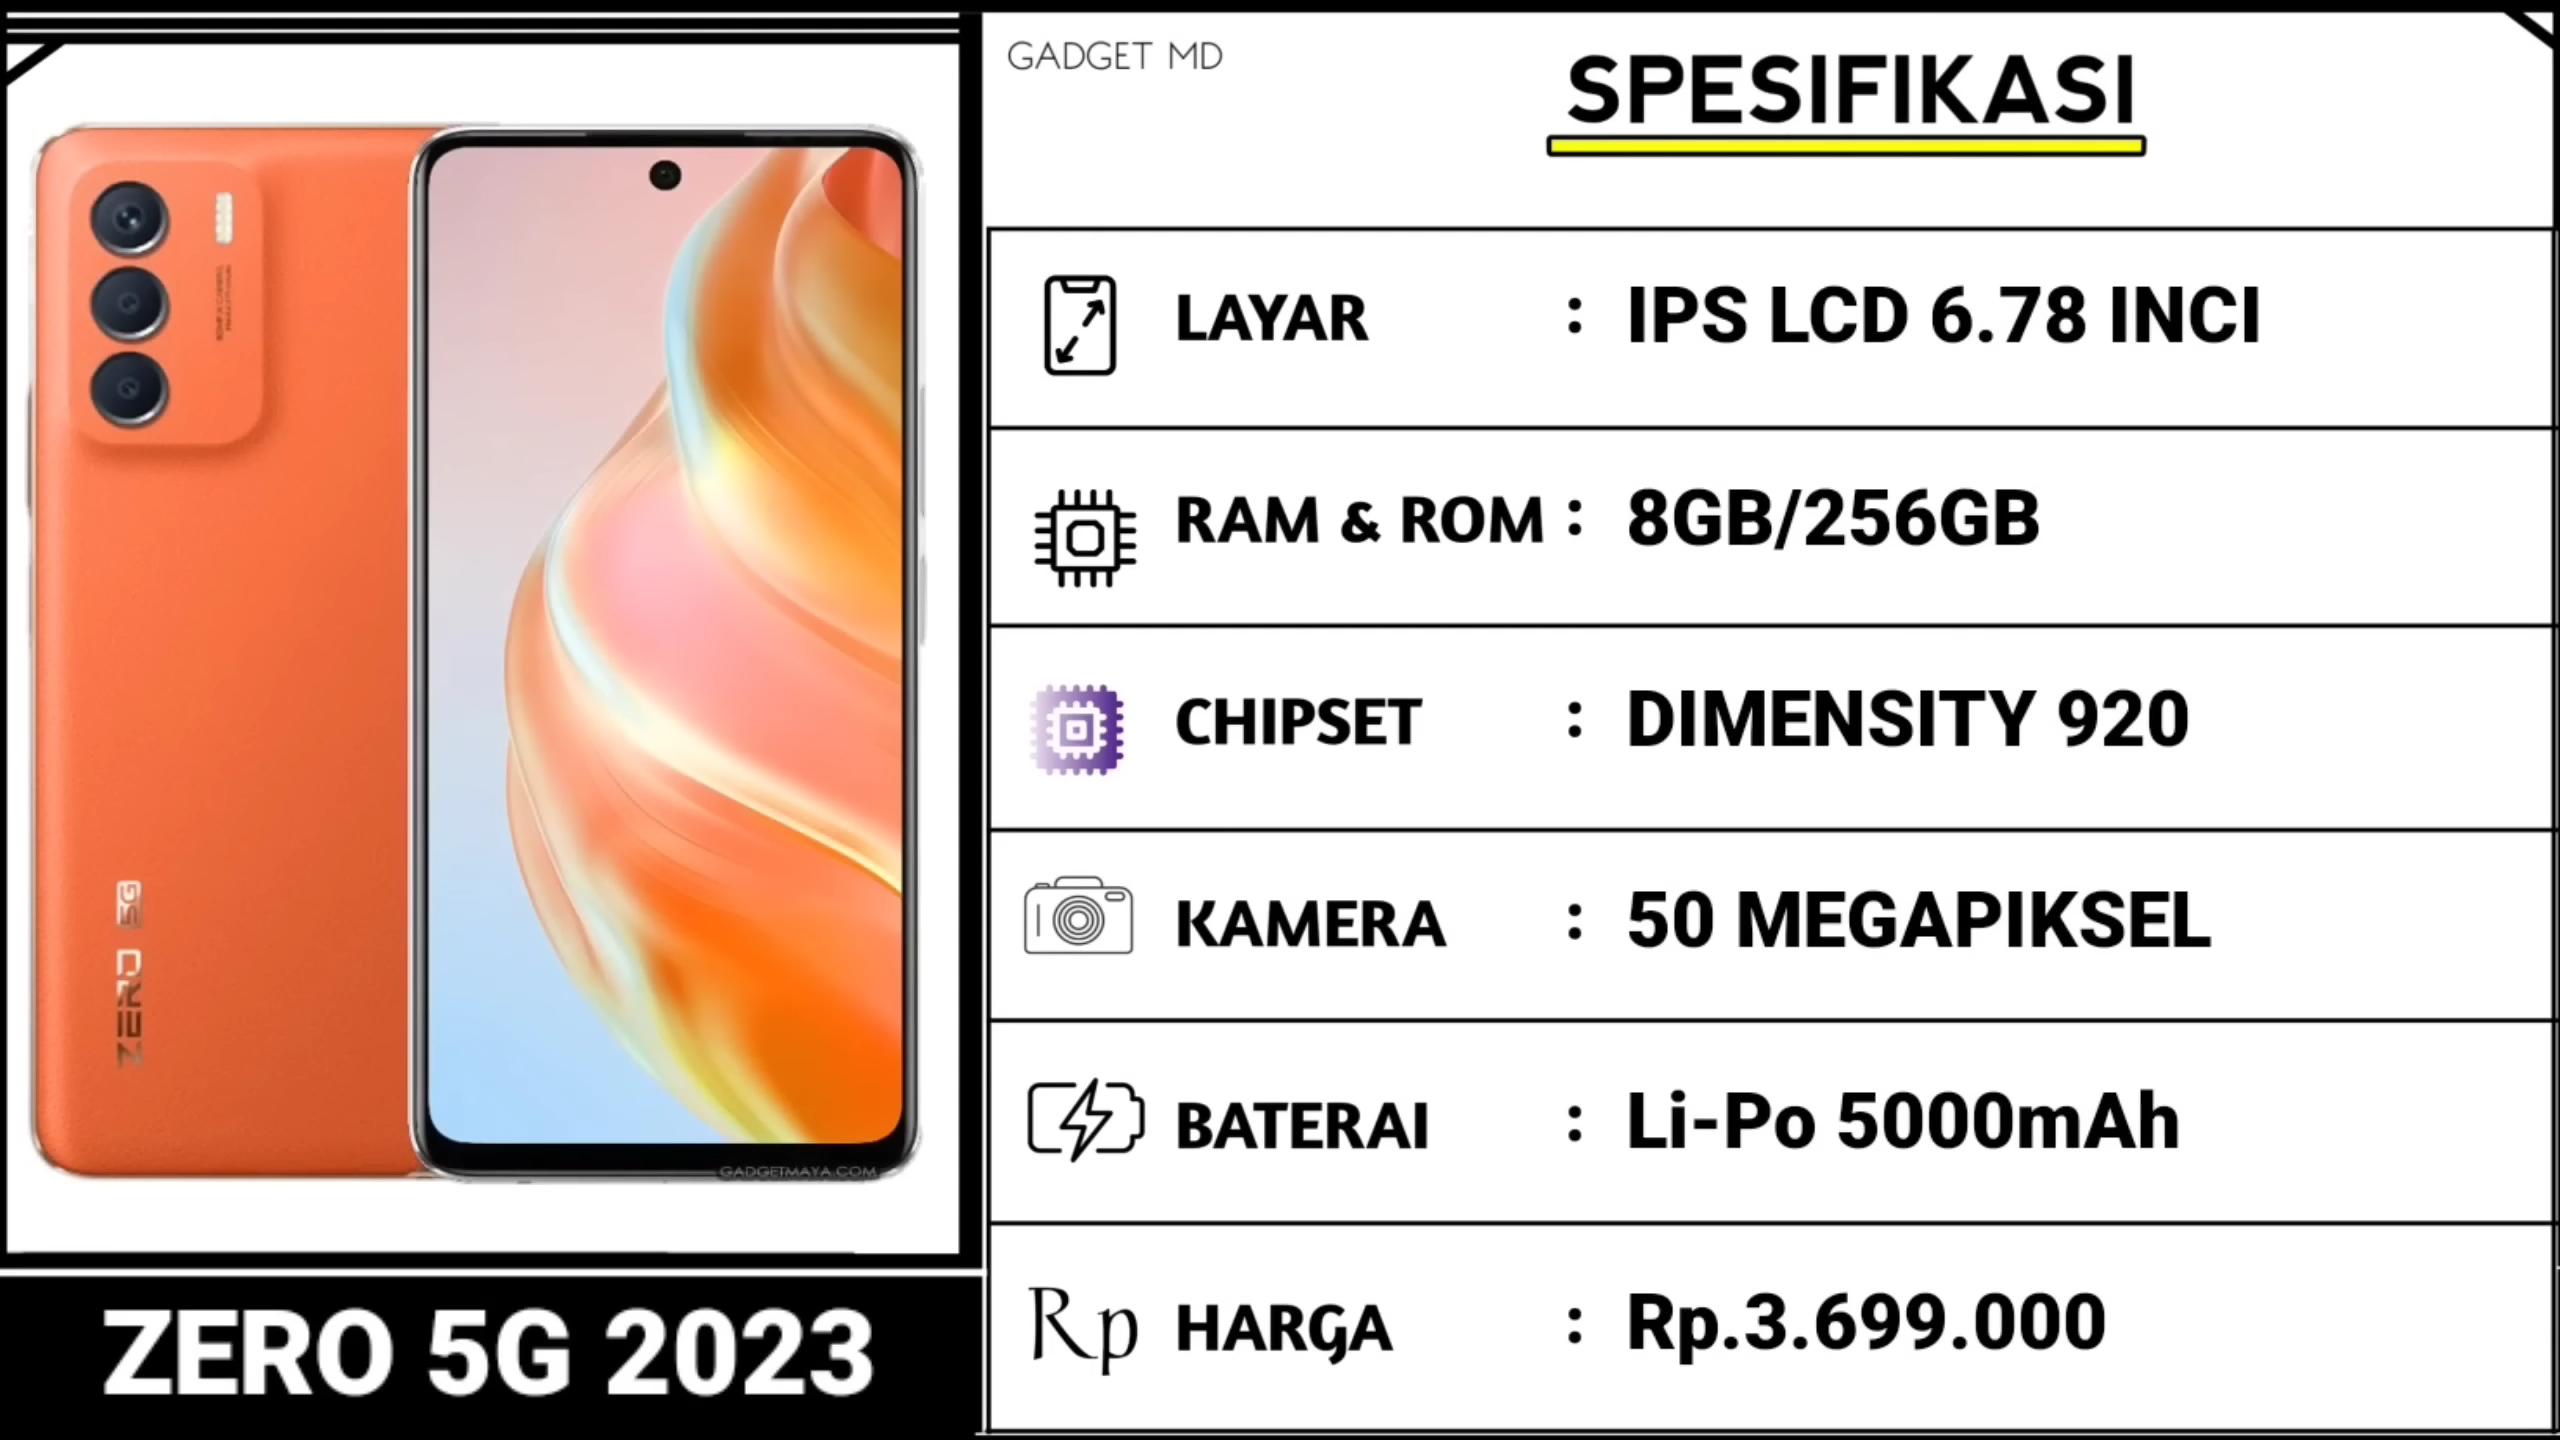 GADGET MD
SPESIFIKASI
LAYAR : IPS LCD 6.78 INCI
RAM & ROM : 8GB/256GB
CHIPSET : DIMENSITY 920
KAMERA : 50 MEGAPIKSEL
BATERAI : Li-Po 5000mAh
Rp HARGA : Rp.3.699.000
ZERO 5G
GADGETMAYA.COM
ZERO 5G 2023